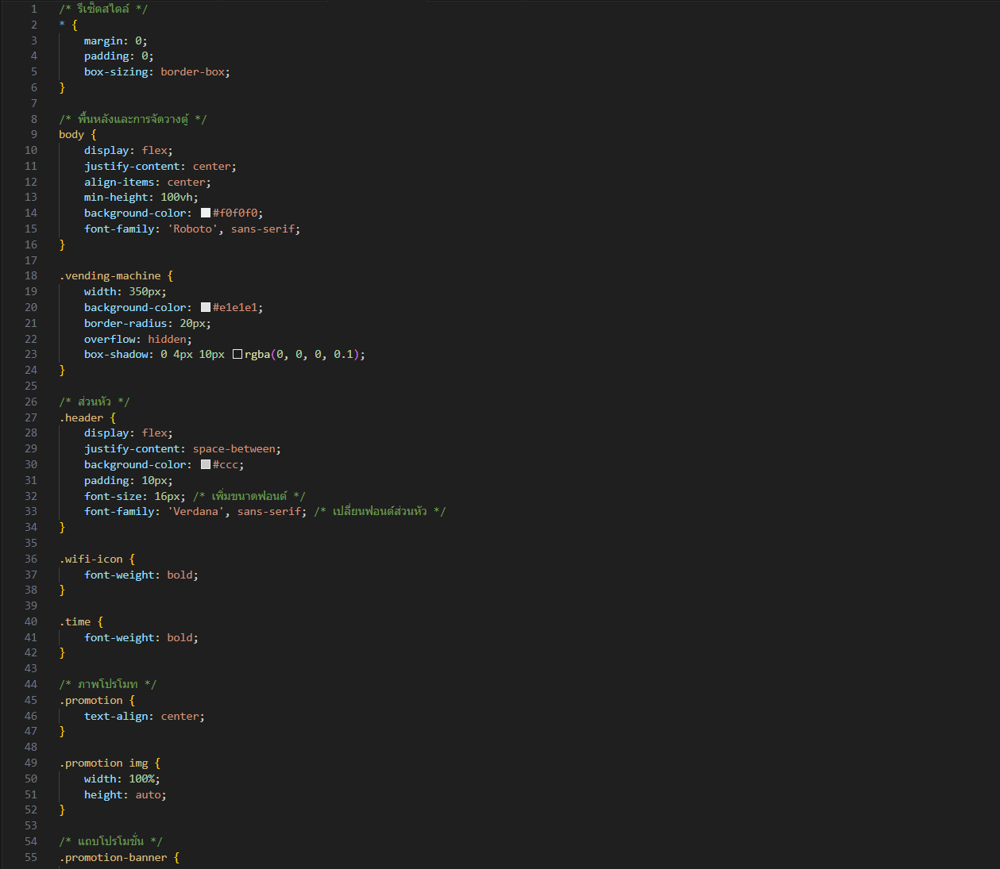 1 /* รีเซ็ตสไตล์ */
2 * {
3 margin: 0;
4 padding: 0;
5 box-sizing: border-box;
6 }
7
8 /* พื้นหลังและการจัดวางตู้ */
9 body {
10 display: flex;
11 justify-content: center;
12 align-items: center;
13 min-height: 100vh;
14 background-color: #f0f0f0;
15 font-family: 'Roboto', sans-serif;
16 }
17
18 .vending-machine {
19 width: 350px;
20 background-color: #e1e1e1;
21 border-radius: 20px;
22 overflow: hidden;
23 box-shadow: 0 4px 10px rgba(0, 0, 0, 0.1);
24 }
25
26 /* ส่วนหัว */
27 .header {
28 display: flex;
29 justify-content: space-between;
30 background-color: #ccc;
31 padding: 10px;
32 font-size: 16px; /* เพิ่มขนาดฟอนต์ */
33 font-family: 'Verdana', sans-serif; /* เปลี่ยนฟอนต์ส่วนหัว */
34 }
35
36 .wifi-icon {
37 font-weight: bold;
38 }
39
40 .time {
41 font-weight: bold;
42 }
43
44 /* ภาพโปรโมท */
45 .promotion {
46 text-align: center;
47 }
48
49 .promotion img {
50 width: 100%;
51 height: auto;
52 }
53
54 /* แถบโปรโมชั่น */
55 .promotion-banner {